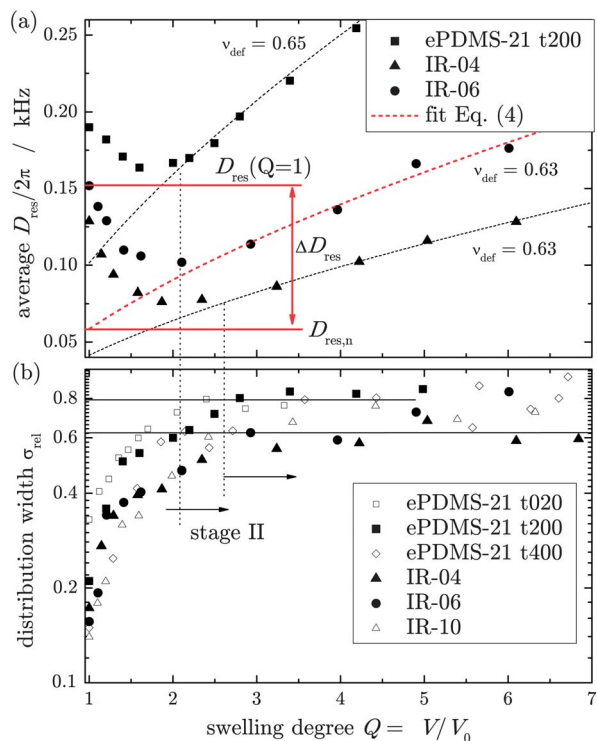 (a)
0.25
0.20
0.15
0.10
0.05
average D_res/2π / kHz
ν_def = 0.65
ePDMS-21 t200
IR-04
IR-06
fit Eq. (4)
D_res(Q=1)
ν_def = 0.63
ΔD_res
ν_def = 0.63
D_res,n
(b)
0.8
0.6
0.4
0.2
0.1
distribution width σ_rel
stage II
ePDMS-21 t020
ePDMS-21 t200
ePDMS-21 t400
IR-04
IR-06
IR-10
1 2 3 4 5 6 7
swelling degree Q = V/V₀